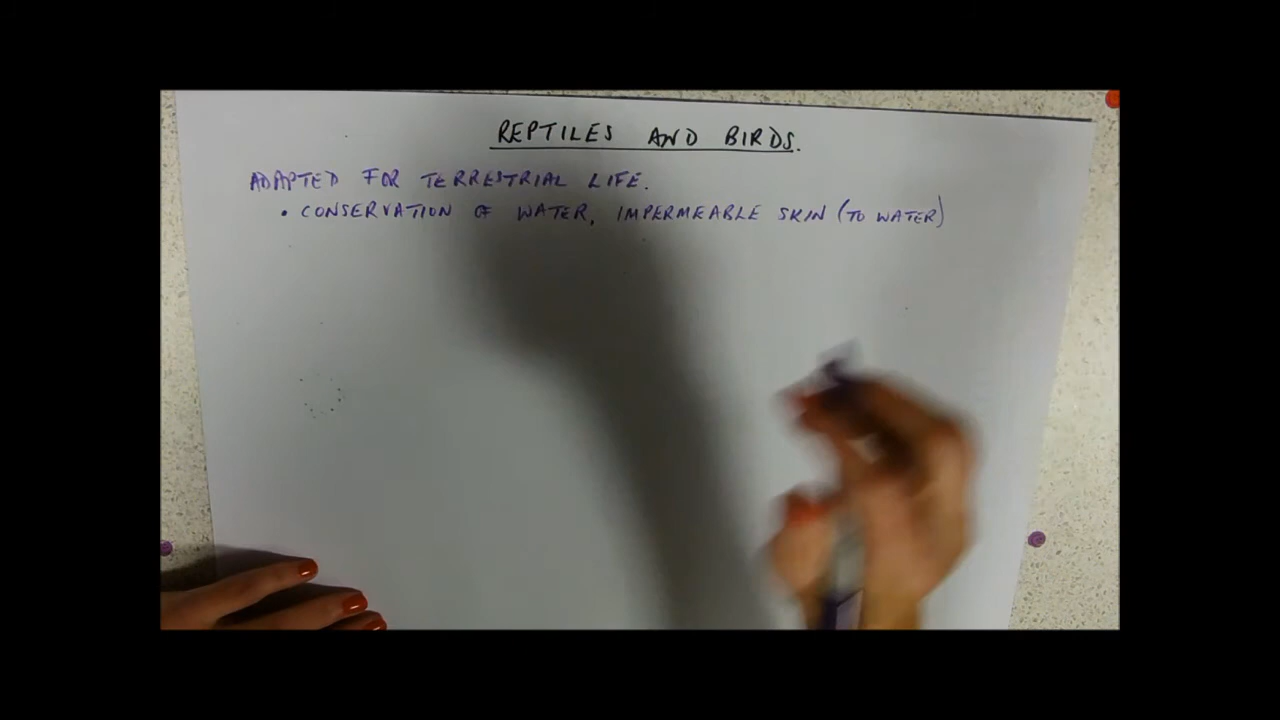 REPTILES AND BIRDS.
ADAPTED FOR TERRESTRIAL LIFE.
• CONSERVATION OF WATER, IMPERMEABLE SKIN (TO WATER)